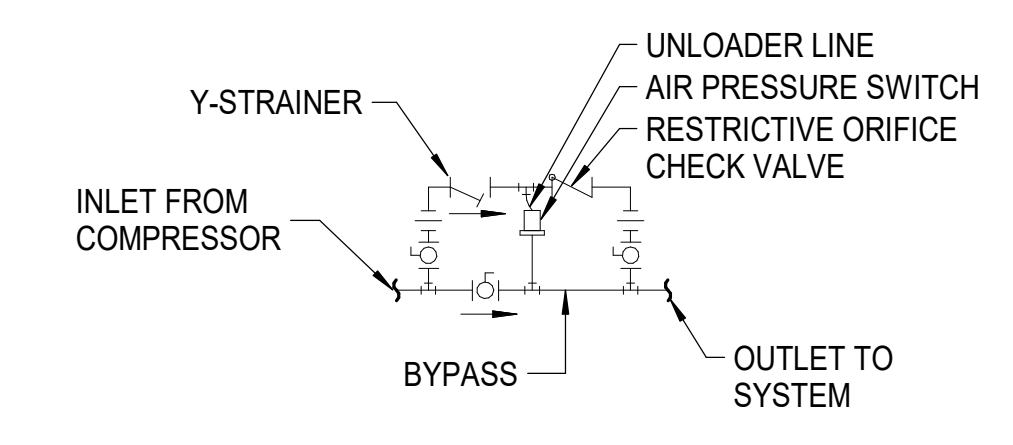 UNLOADER LINE
AIR PRESSURE SWITCH
Y-STRAINER
RESTRICTIVE ORIFICE
CHECK VALVE
INLET FROM
COMPRESSOR
BYPASS
OUTLET TO
SYSTEM